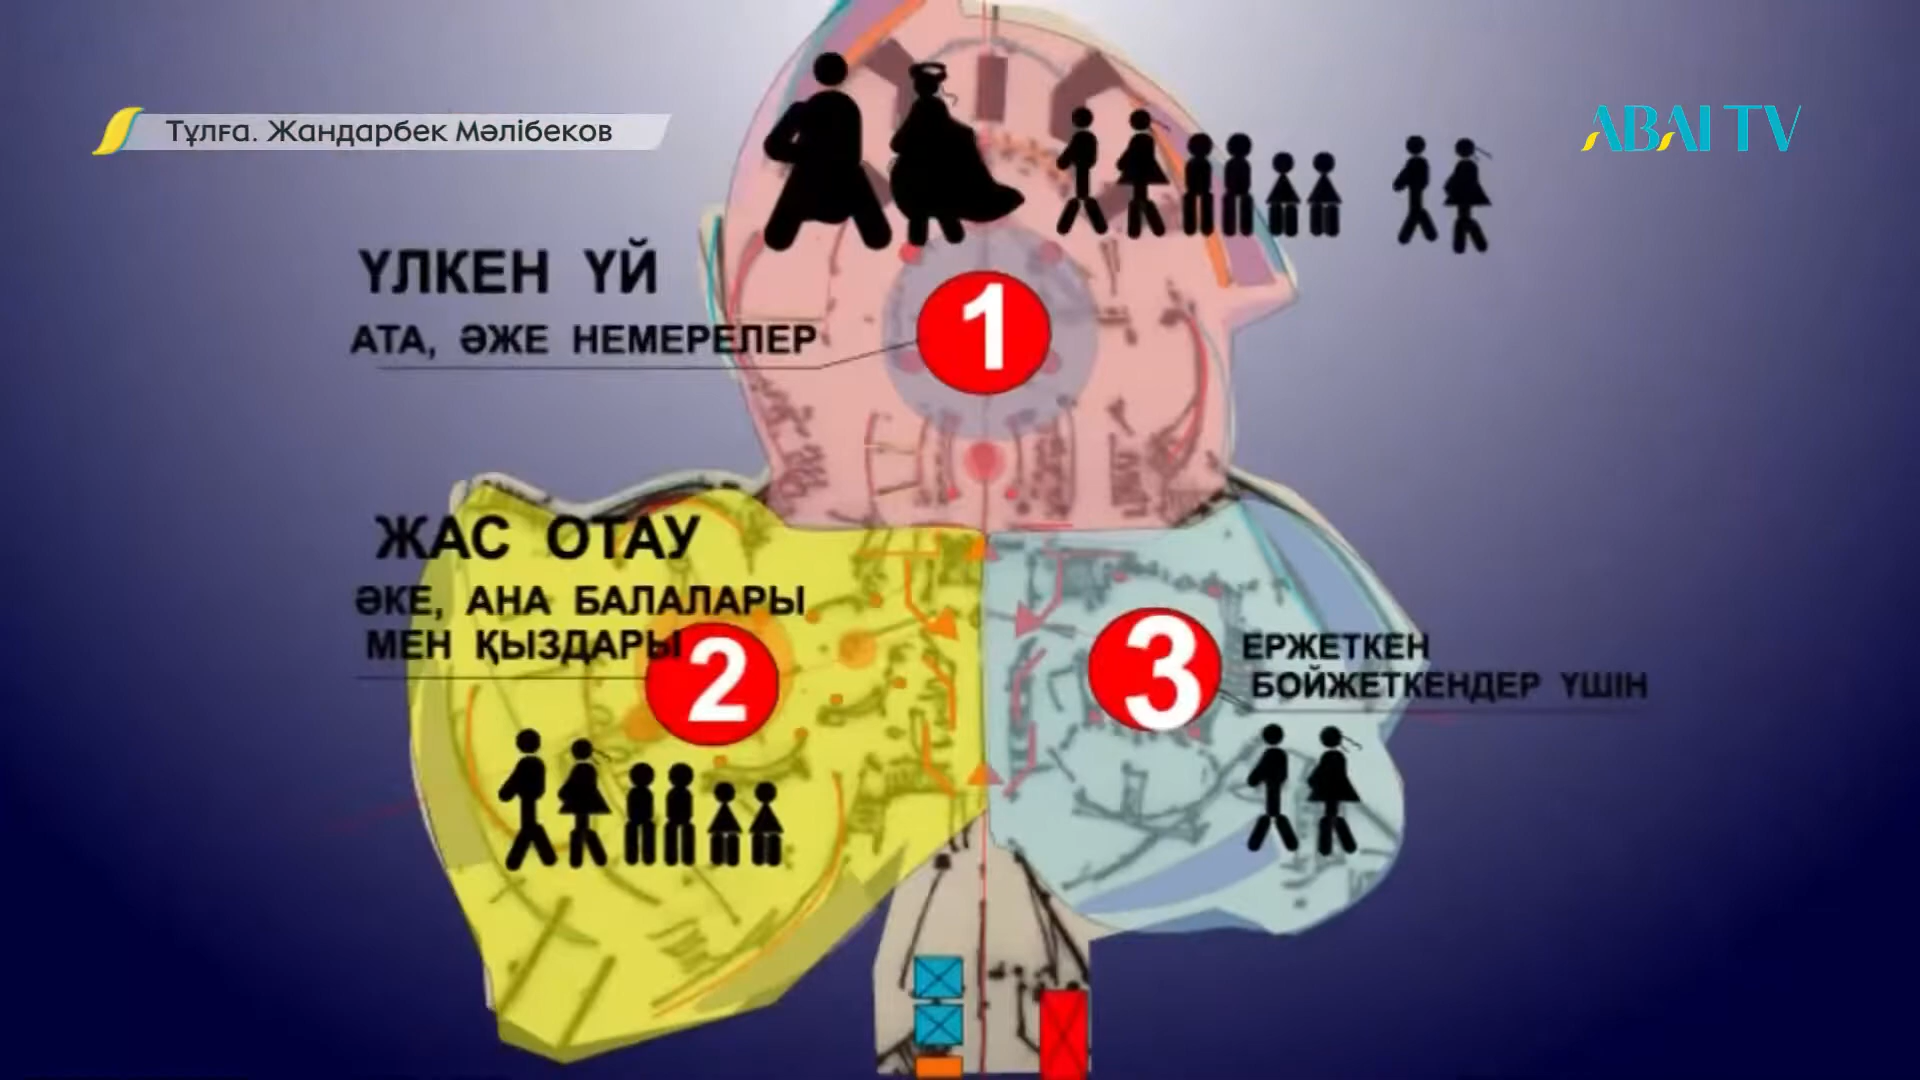 Тұлға. Жандарбек Мәлібеков
ABAI TV
ҮЛКЕН ҮЙ
АТА, ӘЖЕ НЕМЕРЕЛЕР
1
ЖАС ОТАУ
ӘКЕ, АНА БАЛАЛАРЫ
МЕН ҚЫЗДАРЫ
2
3
ЕРЖЕТКЕН
БОЙЖЕТКЕНДЕР ҮШІН